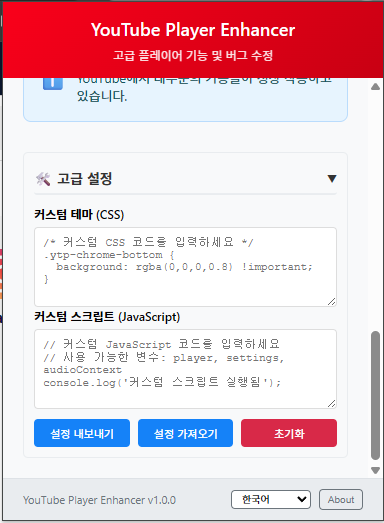 YouTube Player Enhancer
고급 플레이어 기능 및 버그 수정
YouTube에서 대부분의 기능들이 정상 작동하고
있습니다.
고급 설정
커스텀 테마 (CSS)
/* 커스텀 CSS 코드를 입력하세요 */
.ytp-chrome-bottom {
background: rgba(0,0,0,0.8) !important;
}
커스텀 스크립트 (JavaScript)
// 커스텀 JavaScript 코드를 입력하세요
// 사용 가능한 변수: player, settings,
audioContext
console.log('커스텀 스크립트 실행됨');
설정 내보내기
설정 가져오기
초기화
YouTube Player Enhancer v1.0.0
한국어
About